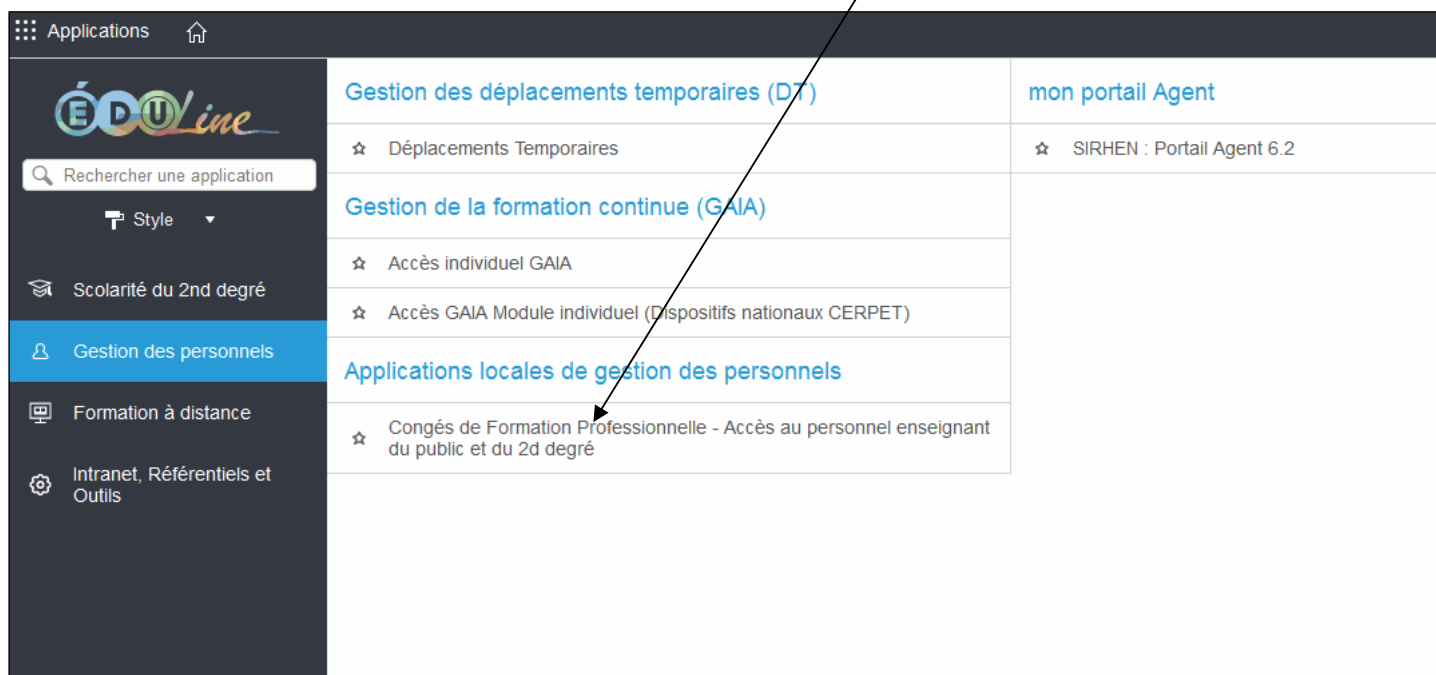 Applications
ÉDUline
Rechercher une application
Style
Scolarité du 2nd degré
Gestion des personnels
Formation à distance
Intranet, Référentiels et
Outils
Gestion des déplacements temporaires (DT)
Déplacements Temporaires
Gestion de la formation continue (GAIA)
Accès individuel GAIA
Accès GAIA Module individuel (Dispositifs nationaux CERPET)
Applications locales de gestion des personnels
Congés de Formation Professionnelle - Accès au personnel enseignant
du public et du 2d degré
mon portail Agent
SIRHEN : Portail Agent 6.2